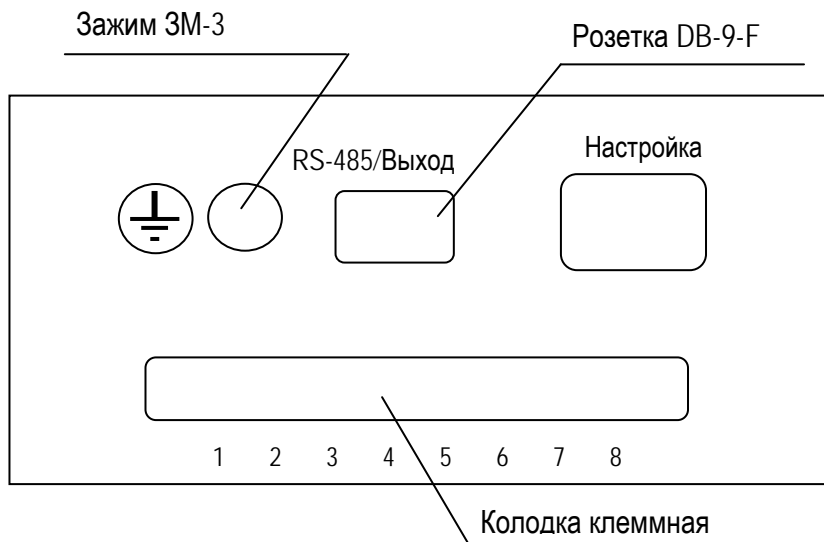 Зажим ЗМ-3
Розетка DB-9-F
RS-485/Выход
Настройка
1 2 3 4 5 6 7 8
Колодка клеммная